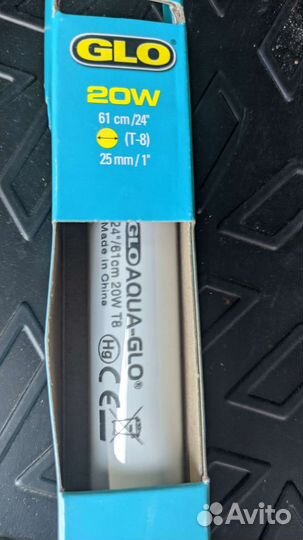 GLO
20W
61 cm/24"
(T-8)
25 mm/1"
GLO AQUA-GLO®
24"/61cm 20W T8
Made in China
Hg CE
Avito